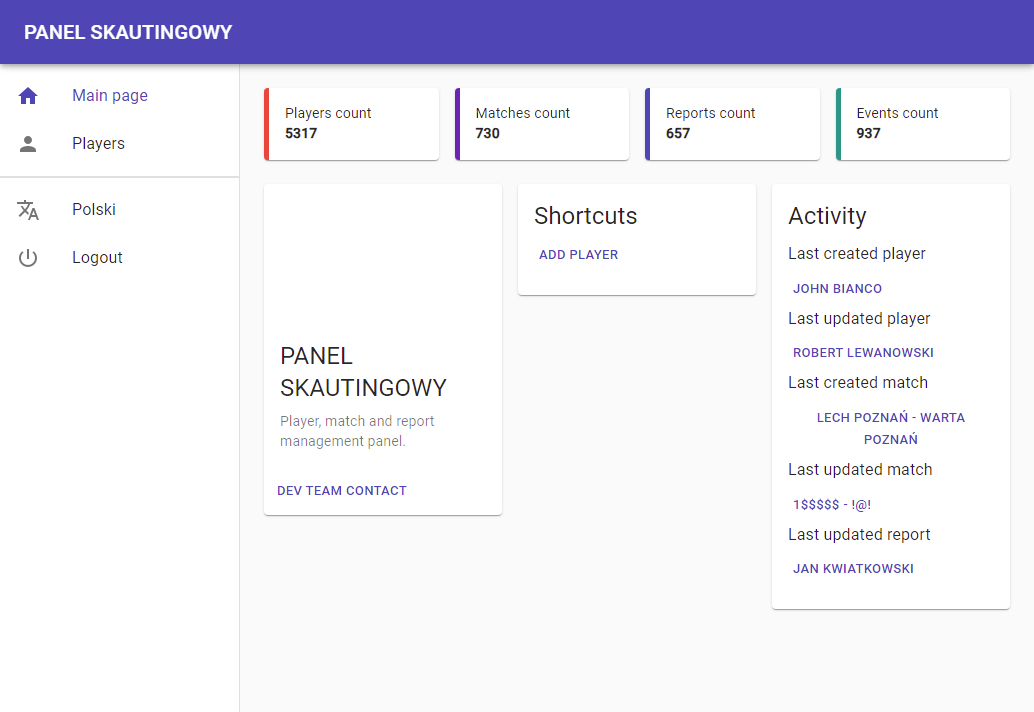 PANEL SKAUTINGOWY
Main page
Players
Polski
Logout
Players count
5317
Matches count
730
Reports count
657
Events count
937
PANEL
SKAUTINGOWY
Player, match and report
management panel.
DEV TEAM CONTACT
Shortcuts
ADD PLAYER
Activity
Last created player
JOHN BIANCO
Last updated player
ROBERT LEWANOWSKI
Last created match
LECH POZNAŃ - WARTA
POZNAŃ
Last updated match
1$$$$$ - !@!
Last updated report
JAN KWIATKOWSKI